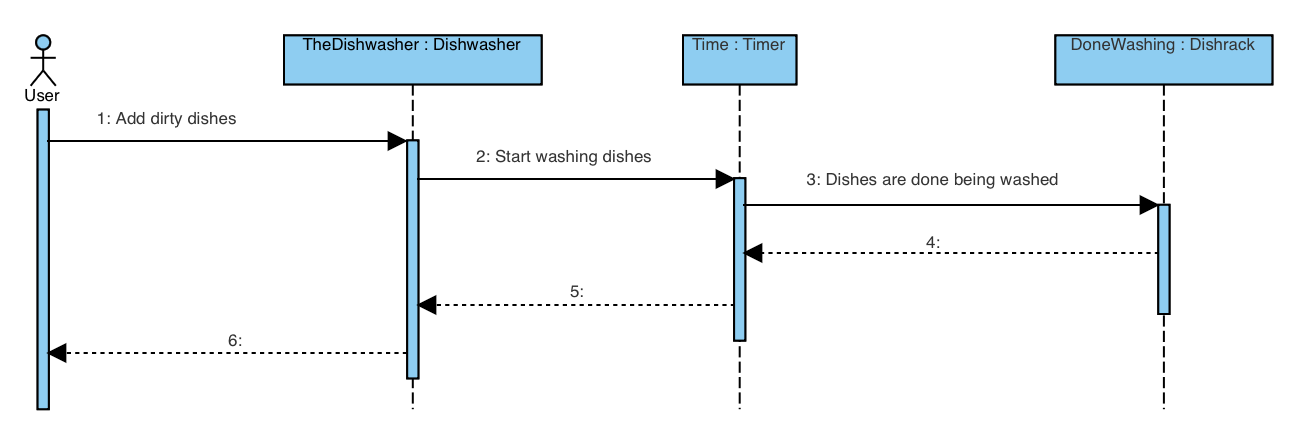 TheDishwasher : Dishwasher
Time : Timer
DoneWashing : Dishrack
User
1: Add dirty dishes
2: Start washing dishes
3: Dishes are done being washed
4:
5:
6: